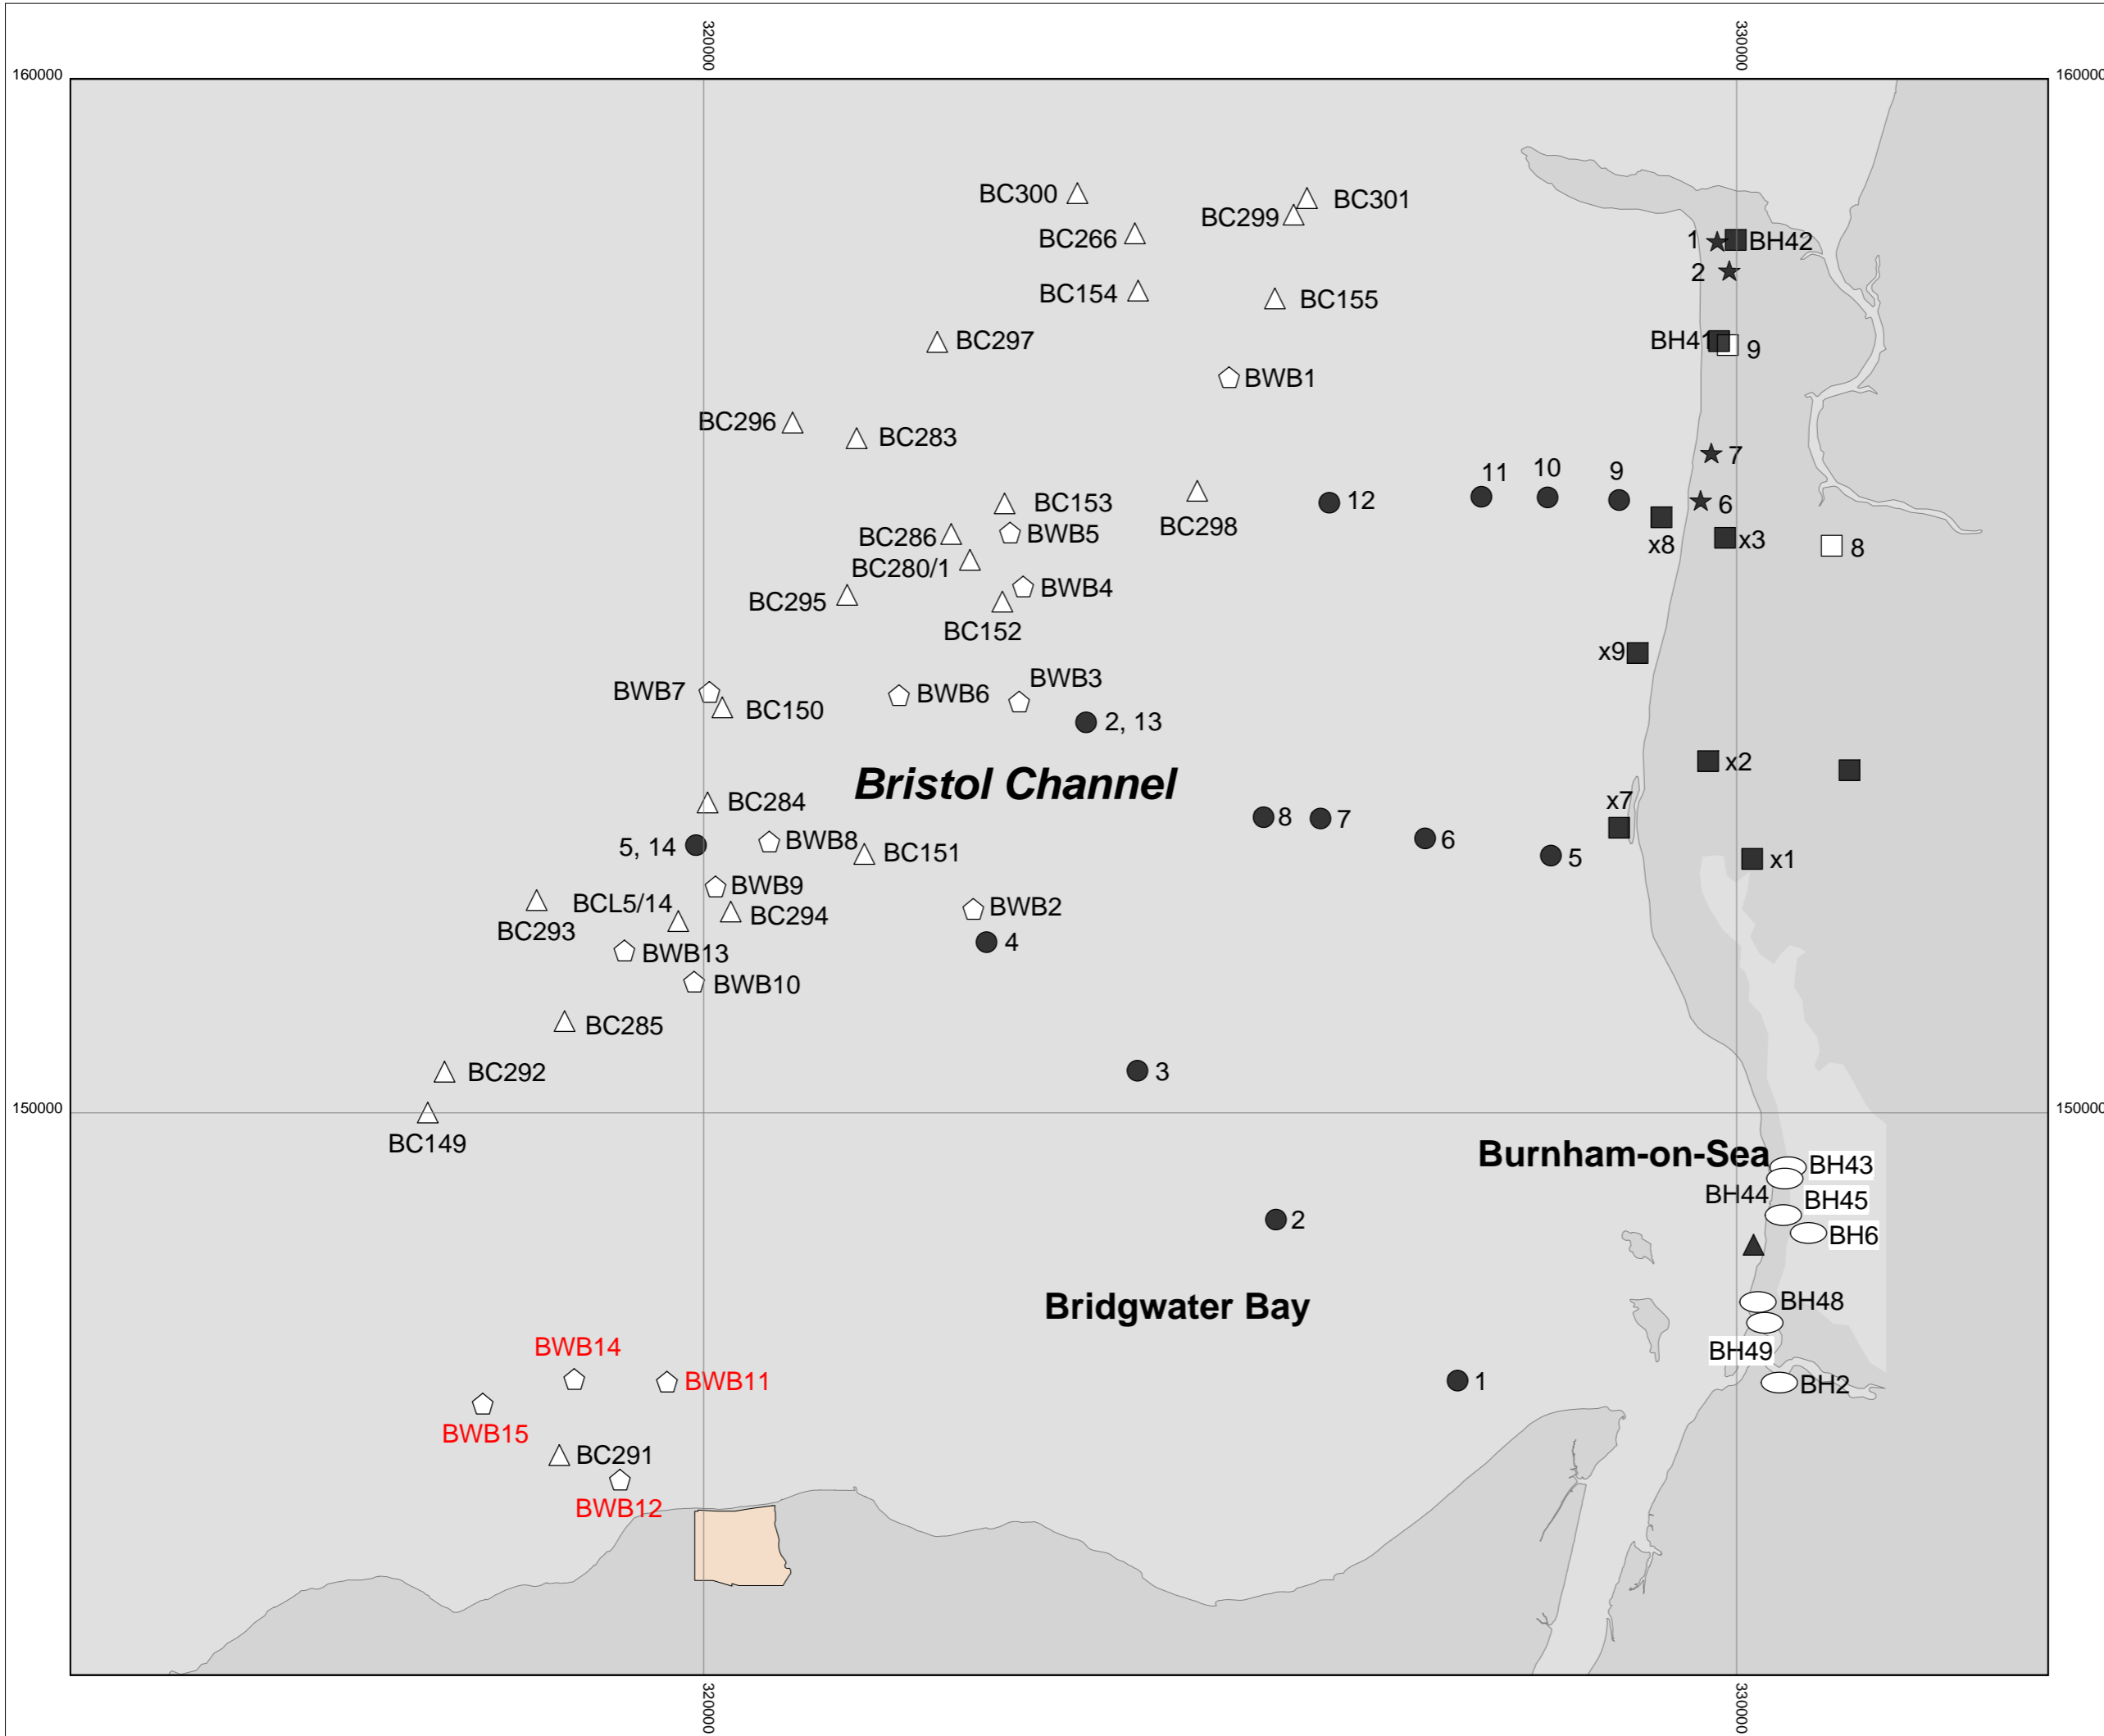 320000
330000
160000
160000
BC300
BC301
BC299
BC266
1
BH42
2
BC154
BC155
BC297
BH41
9
BWB1
BC296
BC283
7
11
10
9
BC153
12
6
BC298
BC286
BWB5
x8
x3
8
BC280/1
BWB4
BC295
BC152
x9
BWB7
BWB6
BWB3
BC150
2, 13
x2
Bristol Channel
BC284
x7
8
7
5, 14
BWB8
BC151
6
5
x1
BWB9
BCL5/14
BC294
BWB2
BC293
4
BWB13
BWB10
BC285
BC292
3
150000
150000
BC149
Burnham-on-Sea
BH43
BH44
BH45
2
BH6
Bridgwater Bay
BH48
BWB14
BH49
BWB11
1
BH2
BWB15
BC291
BWB12
320000
330000